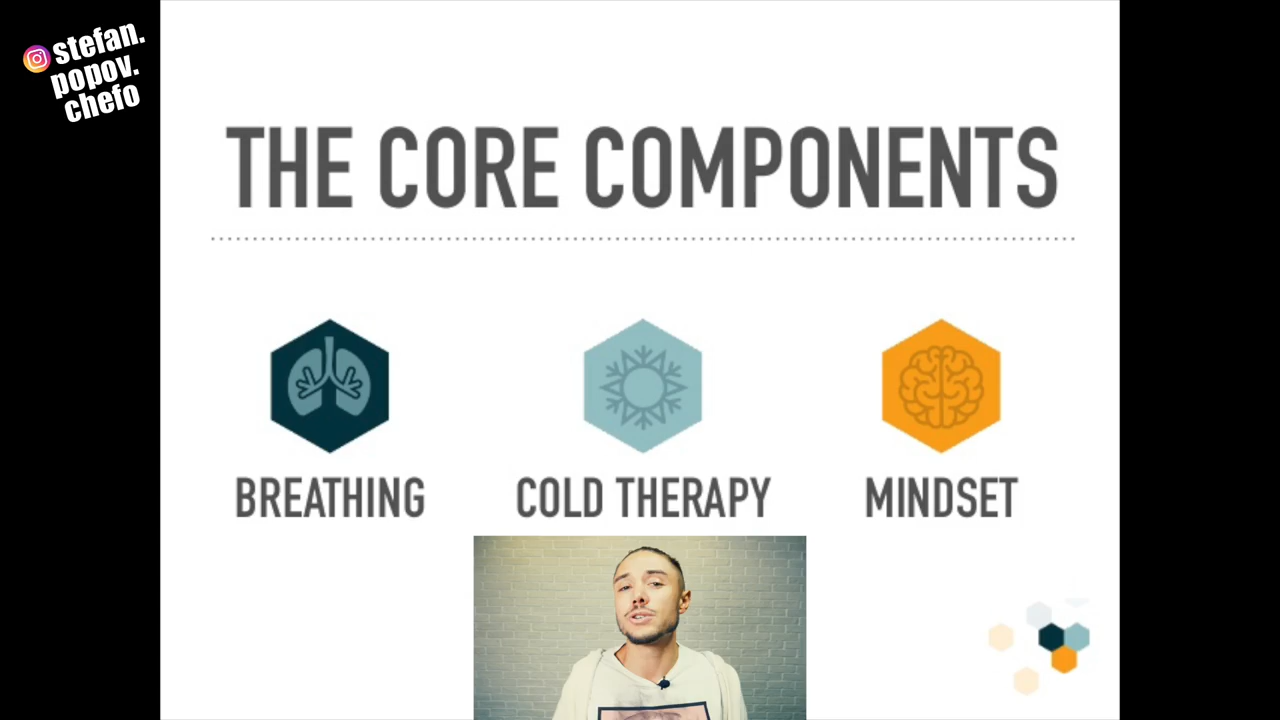 stefan.
popov.
chefo
THE CORE COMPONENTS
BREATHING
COLD THERAPY
MINDSET